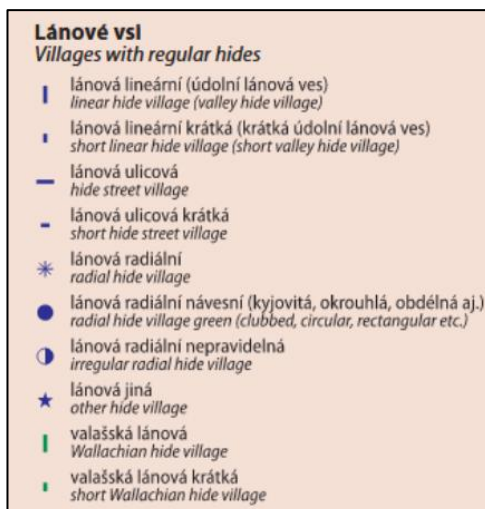 Lánové vsi
Villages with regular hides
lánová lineární (údolní lánová ves)
linear hide village (valley hide village)
lánová lineární krátká (krátká údolní lánová ves)
short linear hide village (short valley hide village)
lánová ulicová
hide street village
lánová ulicová krátká
short hide street village
lánová radiální
radial hide village
lánová radiální návesní (kyjovitá, okrouhlá, obdélná aj.)
radial hide village green (clubbed, circular, rectangular etc.)
lánová radiální nepravidelná
irregular radial hide village
lánová jiná
other hide village
valašská lánová
Wallachian hide village
valašská lánová krátká
short Wallachian hide village